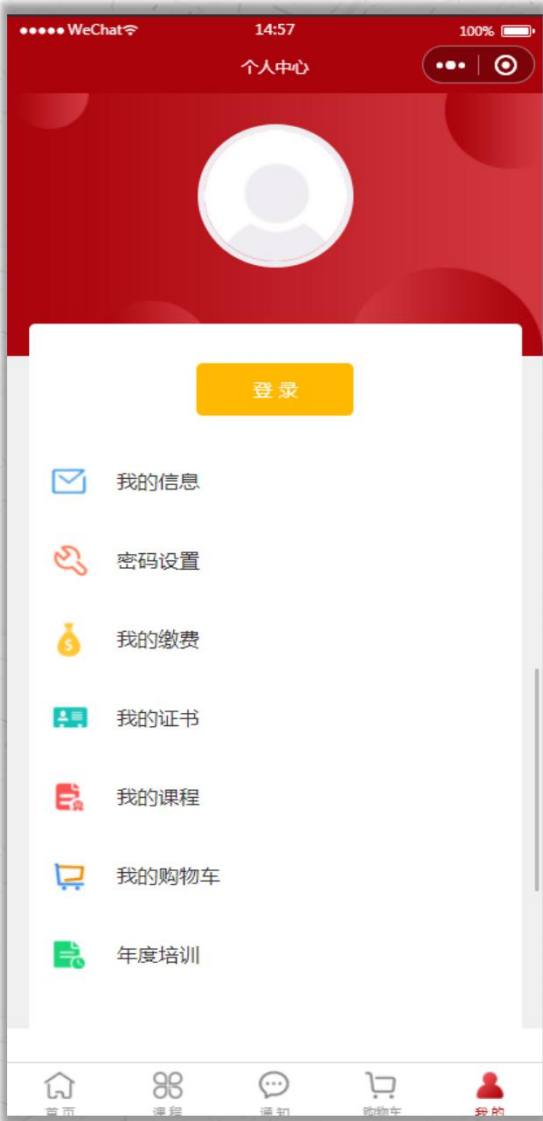 WeChat
14:57
100%
个人中心
登录
我的信息
密码设置
我的缴费
我的证书
我的课程
我的购物车
年度培训
首页
课程
通知
购物车
我的